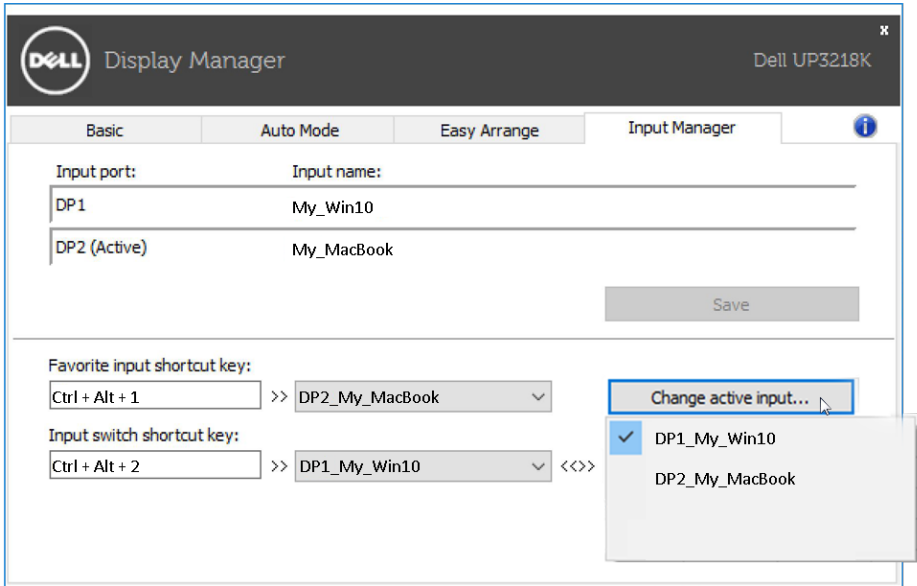 x
DELL Display Manager Dell UP3218K
Basic Auto Mode Easy Arrange Input Manager i
Input port: Input name:
DP1 My_Win10
DP2 (Active) My_MacBook
Save
Favorite input shortcut key:
Ctrl + Alt + 1 >> DP2_My_MacBook Change active input...
Input switch shortcut key:
DP1_My_Win10
Ctrl + Alt + 2 >> DP1_My_Win10 <<>>
DP2_My_MacBook